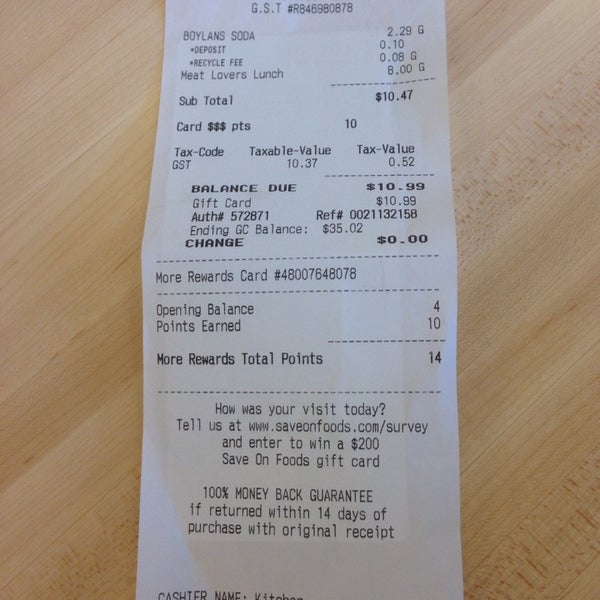 G.S.T #R846980878
BOYLANS SODA 2.29 G
*DEPOSIT 0.10
*RECYCLE FEE 0.08 G
Meat Lovers Lunch 8.00 G
Sub Total $10.47
Card $$$ pts 10
Tax-Code Taxable-Value Tax-Value
GST 10.37 0.52
BALANCE DUE $10.99
Gift Card $10.99
Auth# 572871 Ref# 0021132158
Ending GC Balance: $35.02
CHANGE $0.00
More Rewards Card #48007648078
Opening Balance 4
Points Earned 10
More Rewards Total Points 14
How was your visit today?
Tell us at www.saveonfoods.com/survey
and enter to win a $200
Save On Foods gift card
100% MONEY BACK GUARANTEE
if returned within 14 days of
purchase with original receipt
CASHIER NAME: Kitchen